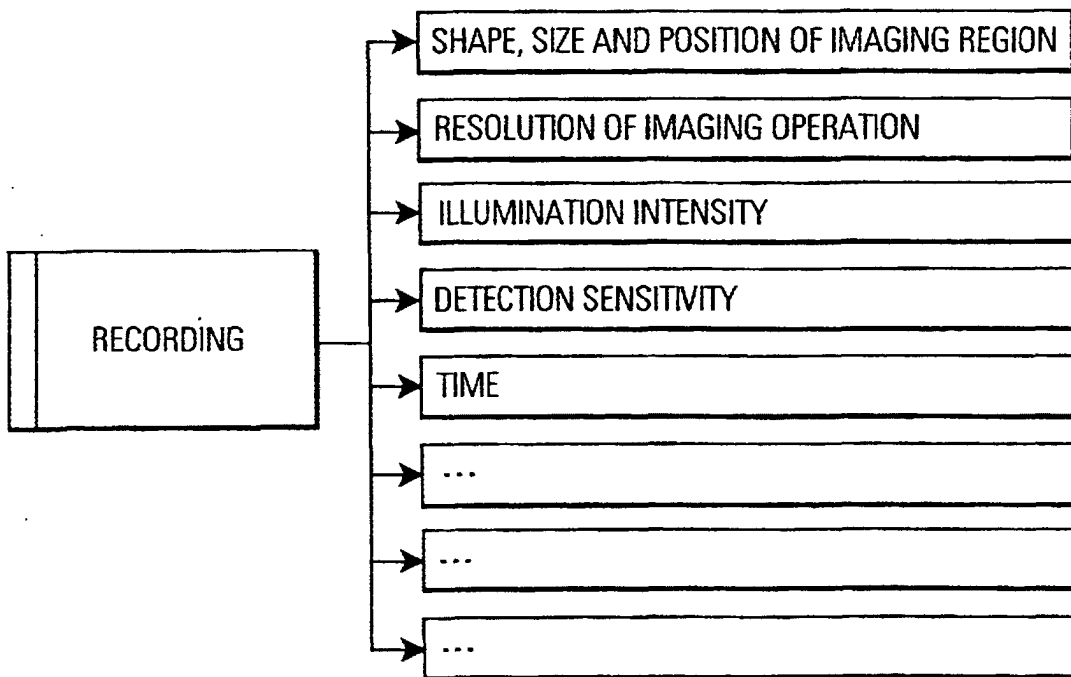 SHAPE, SIZE AND POSITION OF IMAGING REGION
RESOLUTION OF IMAGING OPERATION
ILLUMINATION INTENSITY
DETECTION SENSITIVITY
RECORDING
TIME
...
...
...